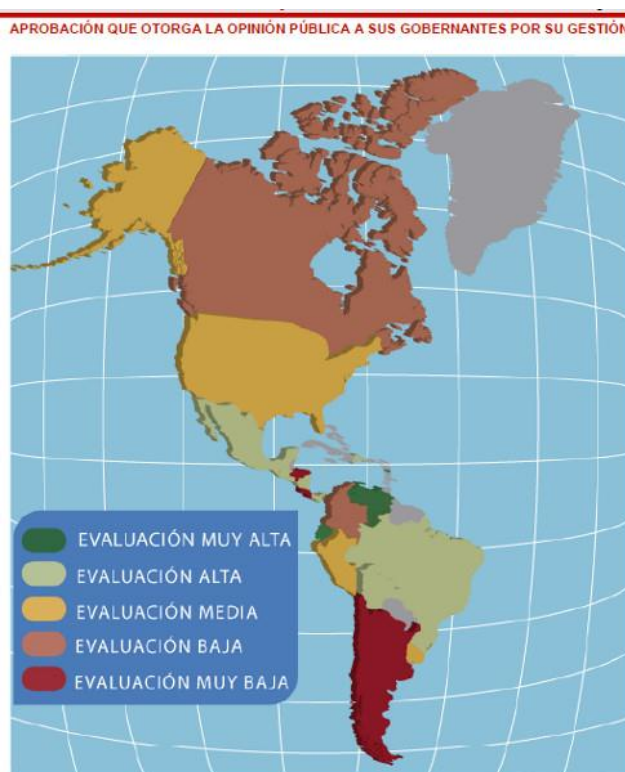 APROBACIÓN QUE OTORGA LA OPINIÓN PÚBLICA A SUS GOBERNANTES POR SU GESTIÓN
EVALUACIÓN MUY ALTA
EVALUACIÓN ALTA
EVALUACIÓN MEDIA
EVALUACIÓN BAJA
EVALUACIÓN MUY BAJA